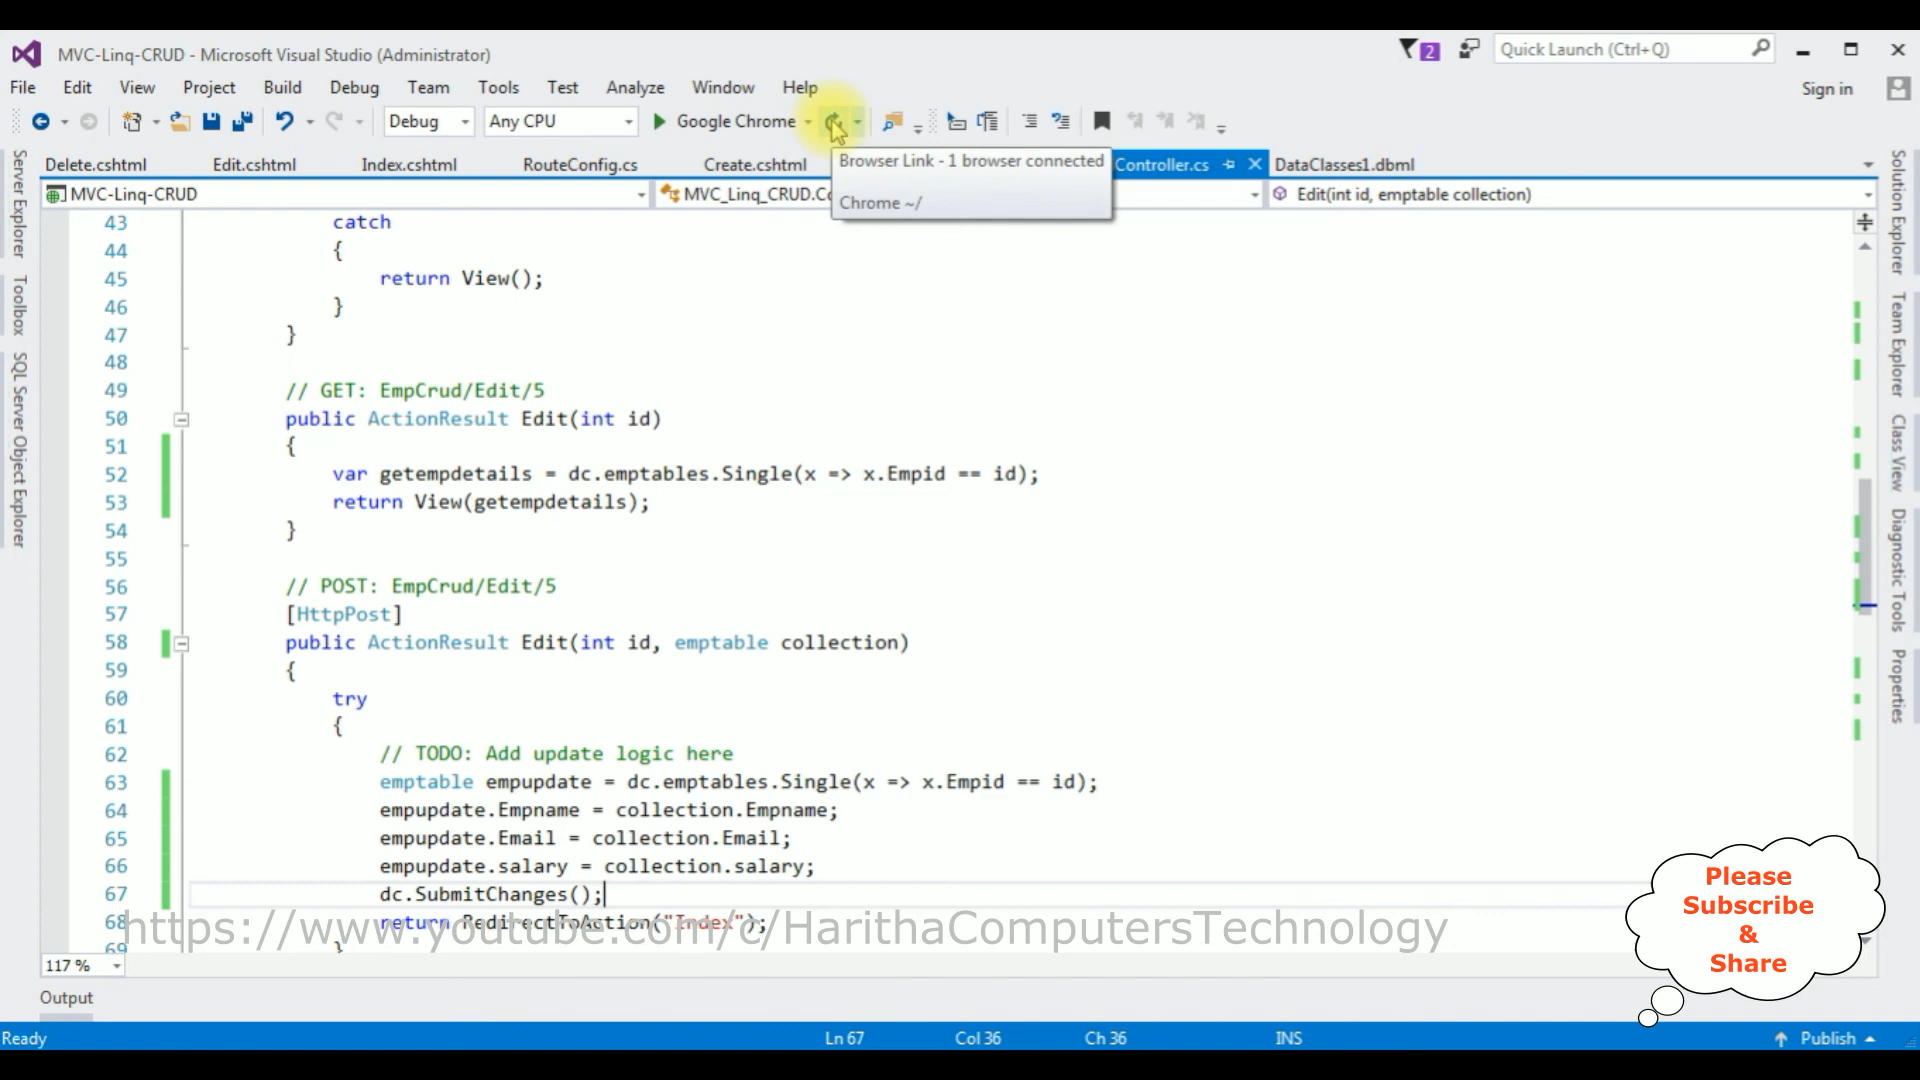 MVC-Linq-CRUD - Microsoft Visual Studio (Administrator)
2
Quick Launch (Ctrl+Q)
File Edit View Project Build Debug Team Tools Test Analyze Window Help
Sign in
Debug
Any CPU
Google Chrome
Delete.cshtml Edit.cshtml Index.cshtml RouteConfig.cs Create.cshtml Controller.cs DataClasses1.dbml
Browser Link - 1 browser connected
Chrome ~/
MVC-Linq-CRUD
MVC_Linq_CRUD.Co
Edit(int id, emptable collection)
Server Explorer
Toolbox
SQL Server Object Explorer
Solution Explorer
Team Explorer
Class View
Diagnostic Tools
Properties
43 catch
44 {
45 return View();
46 }
47 }
48
49 // GET: EmpCrud/Edit/5
50 public ActionResult Edit(int id)
51 {
52 var getempdetails = dc.emptables.Single(x => x.Empid == id);
53 return View(getempdetails);
54 }
55
56 // POST: EmpCrud/Edit/5
57 [HttpPost]
58 public ActionResult Edit(int id, emptable collection)
59 {
60 try
61 {
62 // TODO: Add update logic here
63 emptable empupdate = dc.emptables.Single(x => x.Empid == id);
64 empupdate.Empname = collection.Empname;
65 empupdate.Email = collection.Email;
66 empupdate.salary = collection.salary;
67 dc.SubmitChanges();
68 return RedirectToAction("Index");
69 }
https://www.youtube.com/c/HarithaComputersTechnology
Please
Subscribe
&
Share
117 %
Output
Ready Ln 67 Col 36 Ch 36 INS Publish